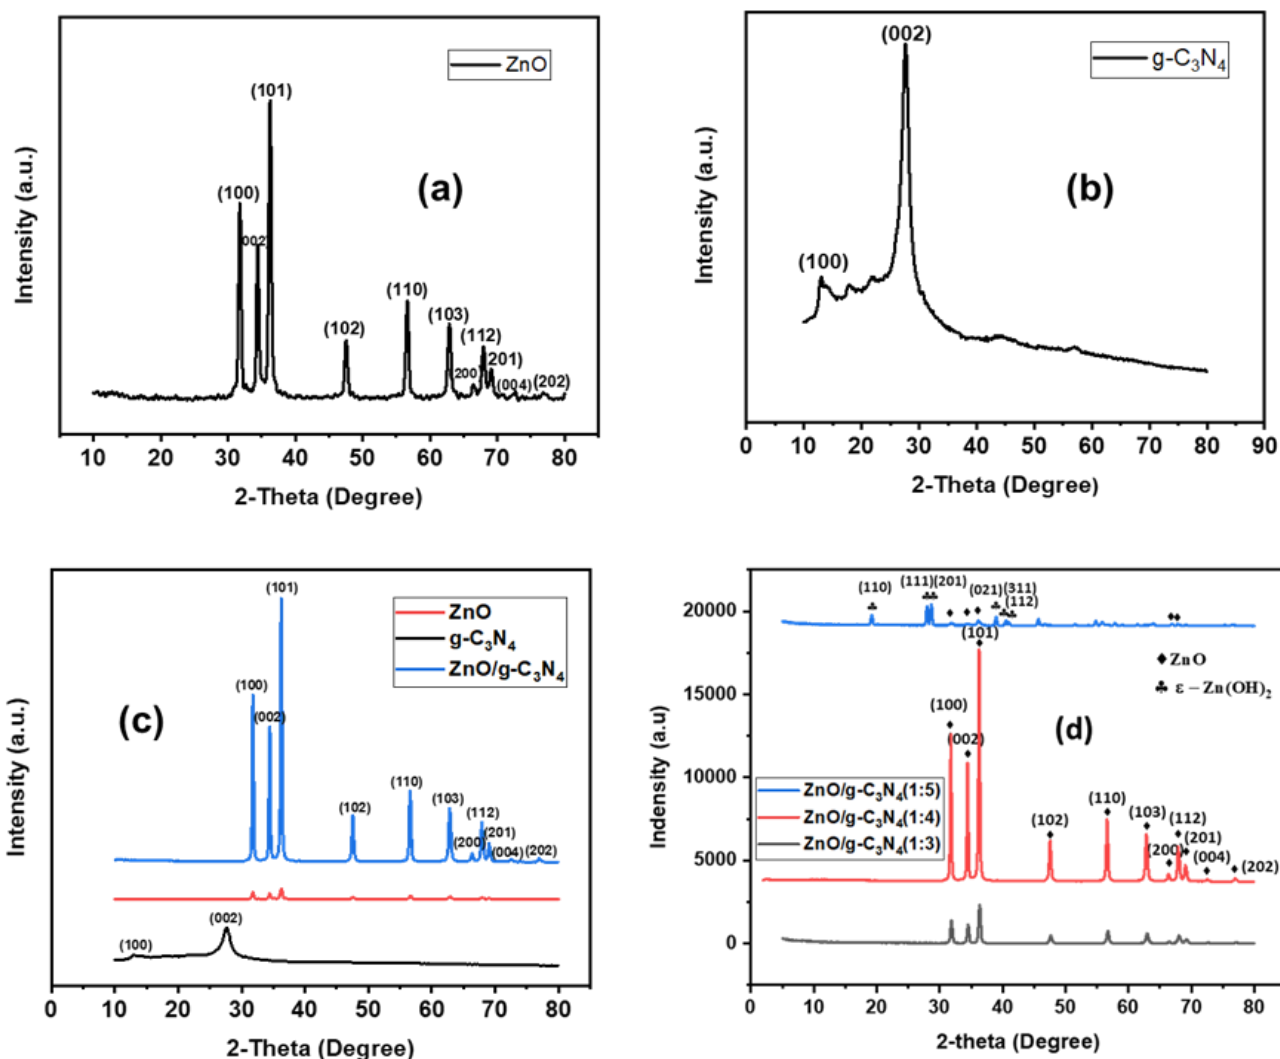 ZnO
(101)
(100)
(002)
(a)
(110)
(102)
(103)
(112)
(200
201)
(004)
(202)
Intensity (a.u.)
10 20 30 40 50 60 70 80
2-Theta (Degree)
(002)
g-C₃N₄
(b)
(100)
Intensity (a.u.)
0 10 20 30 40 50 60 70 80 90
2-Theta (Degree)
(101)
ZnO
g-C₃N₄
ZnO/g-C₃N₄
(100)
(002)
(c)
(110)
(102)
(103)
(112)
(201)
(200)
(004)
(202)
(002)
(100)
Intensity (a.u.)
10 20 30 40 50 60 70 80
2-Theta (Degree)
20000
15000
10000
5000
0
Indensity (a.u)
(110)
(111)(201)
(021)(311)
(112)
(101)
♦ZnO
♣ ε – Zn(OH)₂
(100)
(002)
(d)
ZnO/g-C₃N₄(1:5)
ZnO/g-C₃N₄(1:4)
ZnO/g-C₃N₄(1:3)
(102)
(110)
(103)
(112)
(201)
(200)
(004)
(202)
10 20 30 40 50 60 70 80
2-theta (Degree)